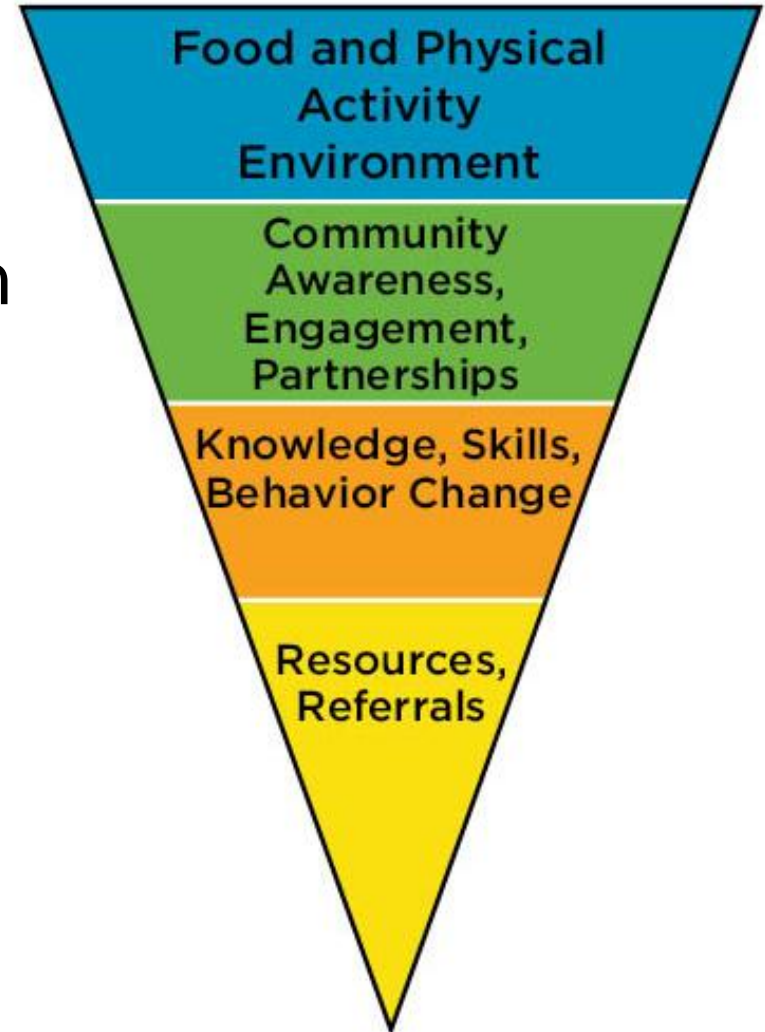 Food and Physical
Activity
Environment
Community
Awareness,
Engagement,
Partnerships
Knowledge, Skills,
Behavior Change
Resources,
Referrals